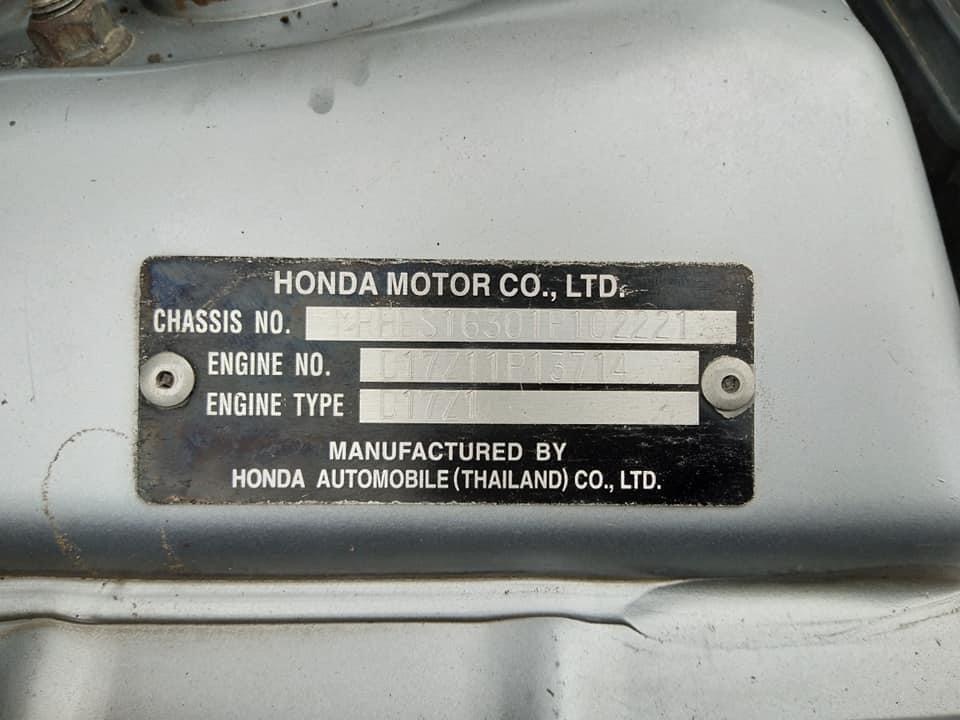 HONDA MOTOR CO., LTD.
CHASSIS NO. *MRHES16301P102221*
ENGINE NO. D17Z11P13714
ENGINE TYPE D17Z1
MANUFACTURED BY
HONDA AUTOMOBILE (THAILAND) CO., LTD.